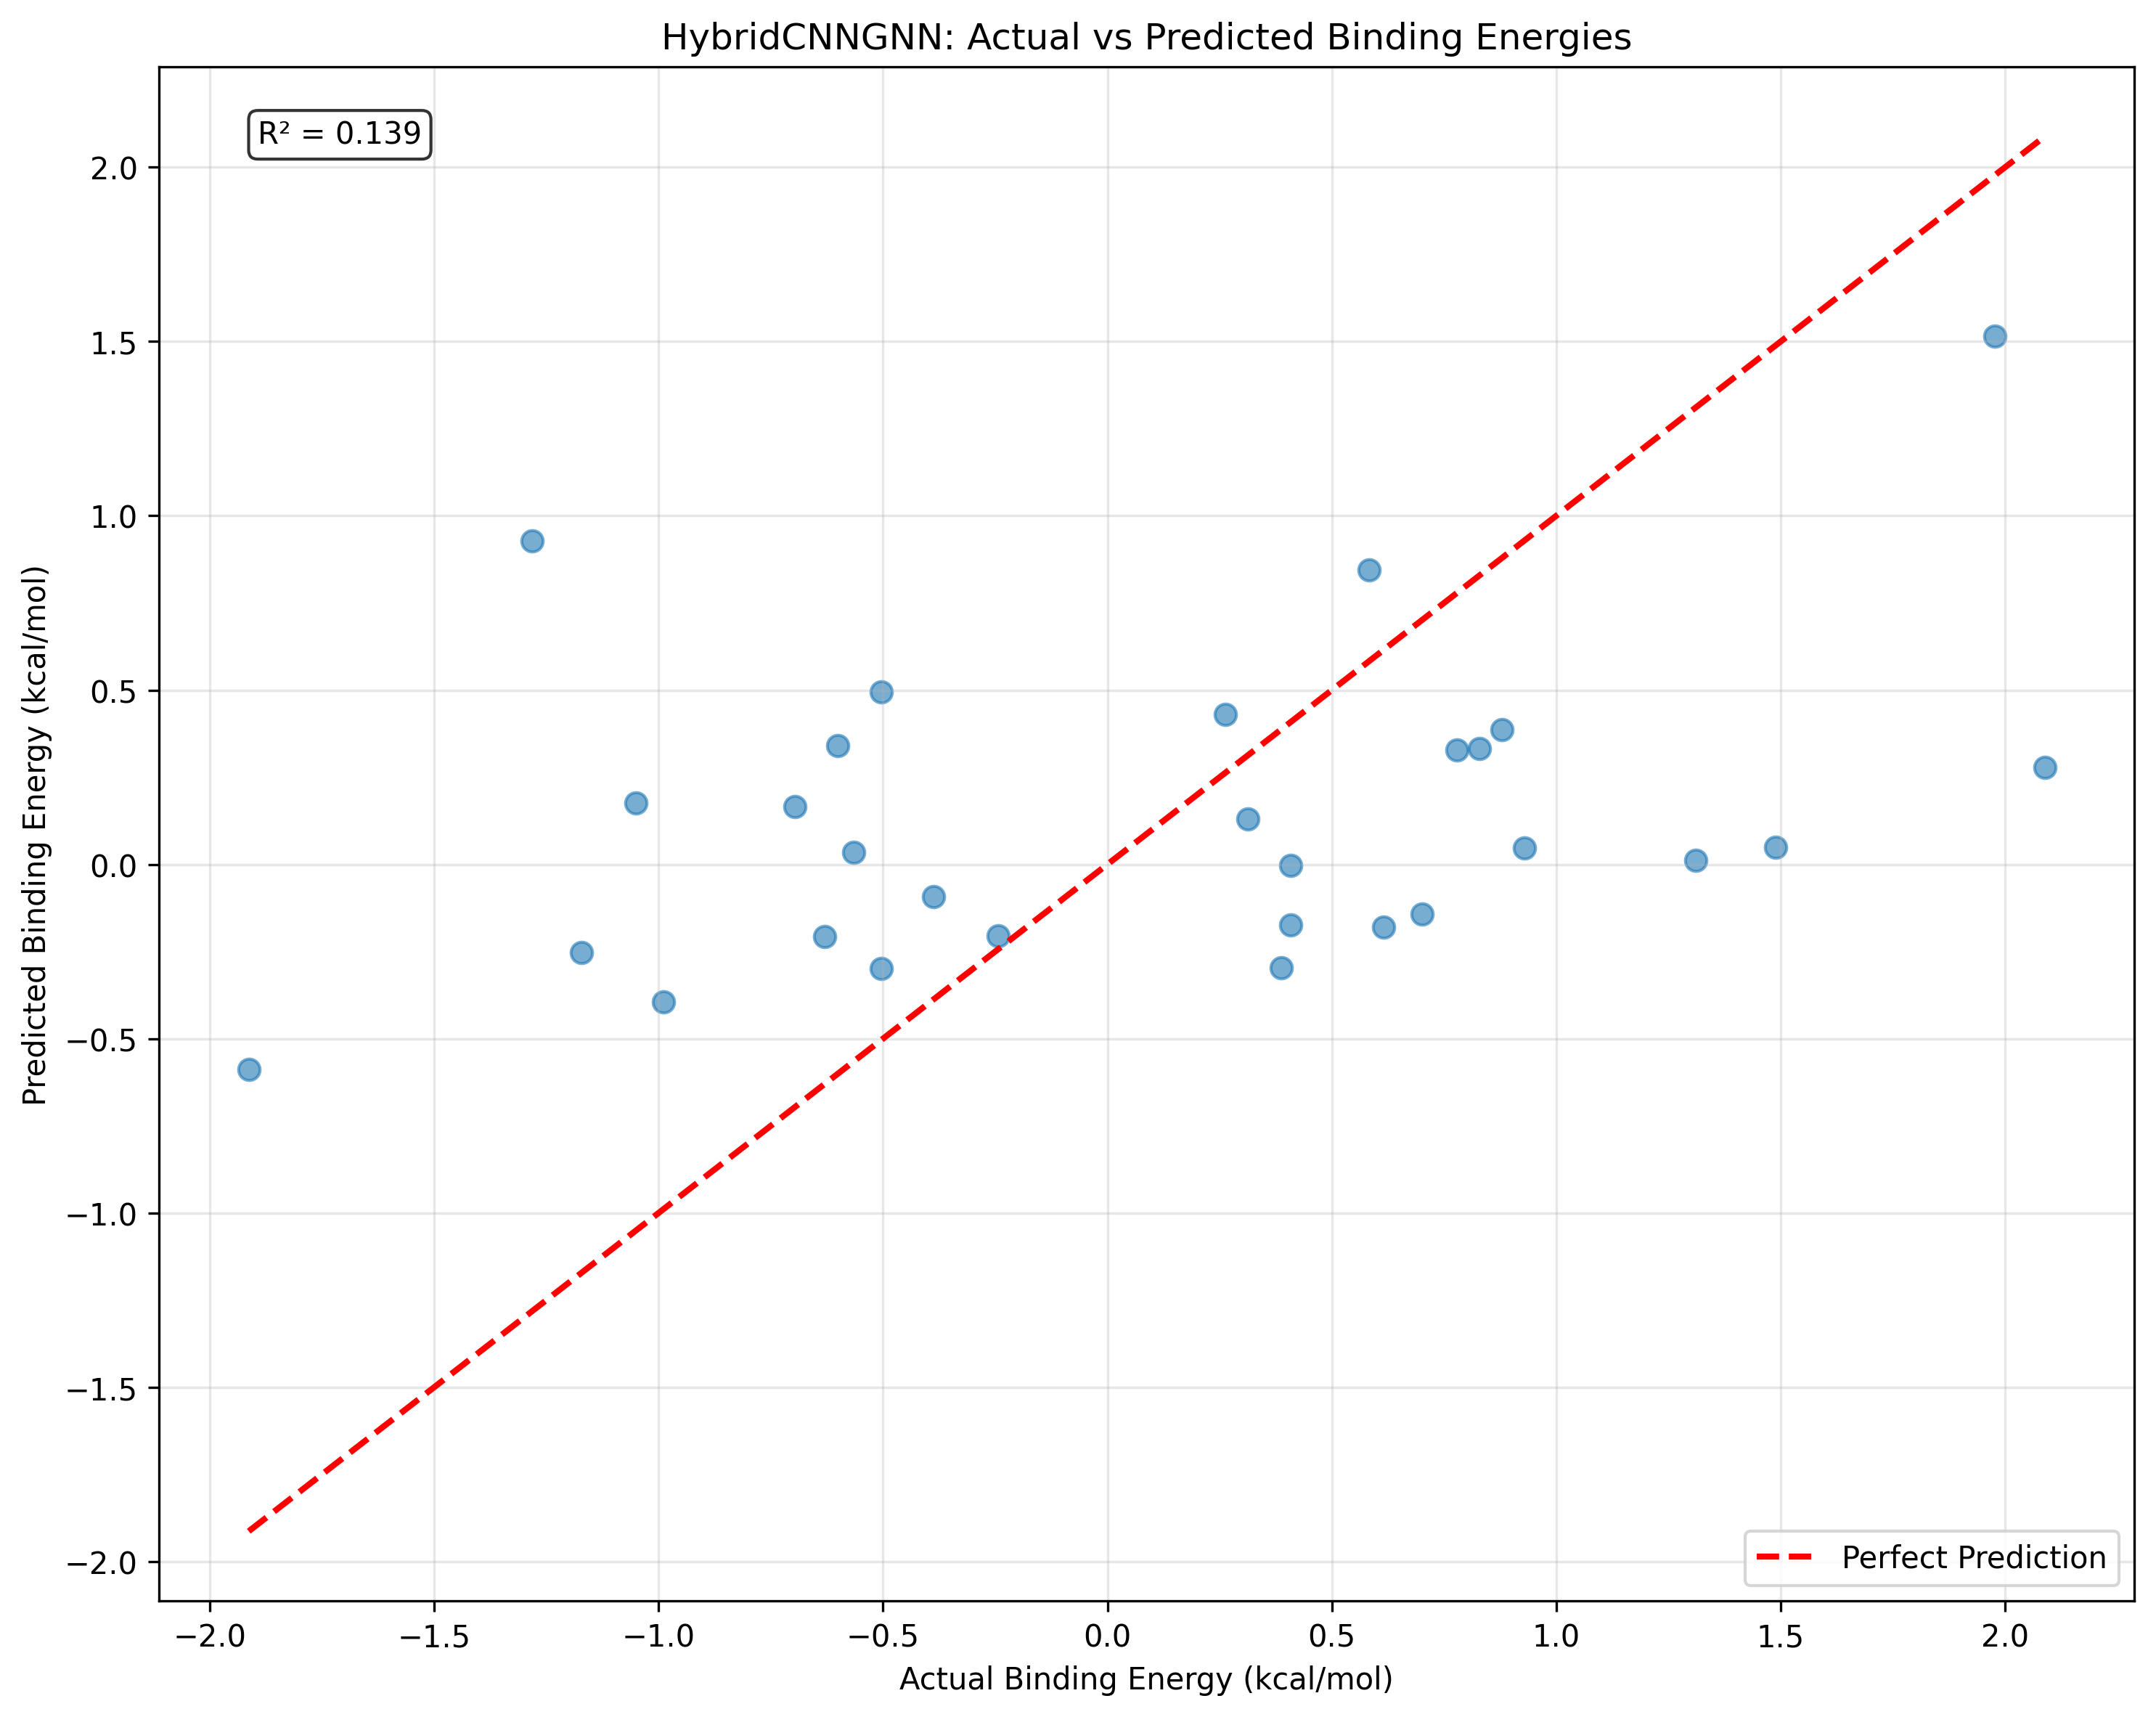 HybridCNNGNN: Actual vs Predicted Binding Energies
R² = 0.139
2.0
1.5
1.0
0.5
0.0
−0.5
−1.0
−1.5
−2.0
Predicted Binding Energy (kcal/mol)
Perfect Prediction
−2.0 −1.5 −1.0 −0.5 0.0 0.5 1.0 1.5 2.0
Actual Binding Energy (kcal/mol)